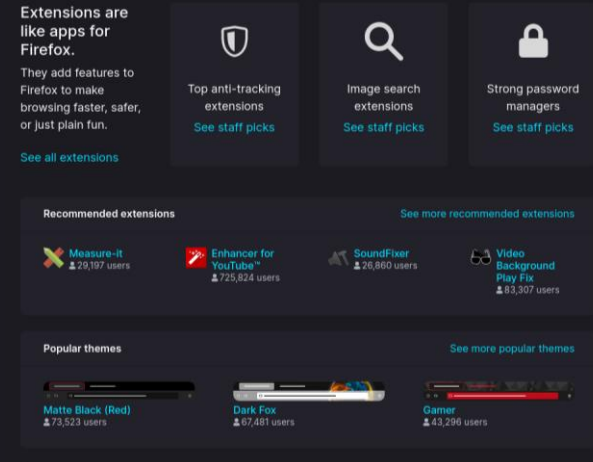 Extensions are
like apps for
Firefox.
They add features to
Firefox to make
browsing faster, safer,
or just plain fun.
See all extensions
Top anti-tracking
extensions
See staff picks
Image search
extensions
See staff picks
Strong password
managers
See staff picks
Recommended extensions
See more recommended extensions
Measure-it
29,197 users
Enhancer for
YouTube™
725,824 users
SoundFixer
26,860 users
Video
Background
Play Fix
83,307 users
Popular themes
See more popular themes
Matte Black (Red)
73,523 users
Dark Fox
67,481 users
Gamer
43,296 users